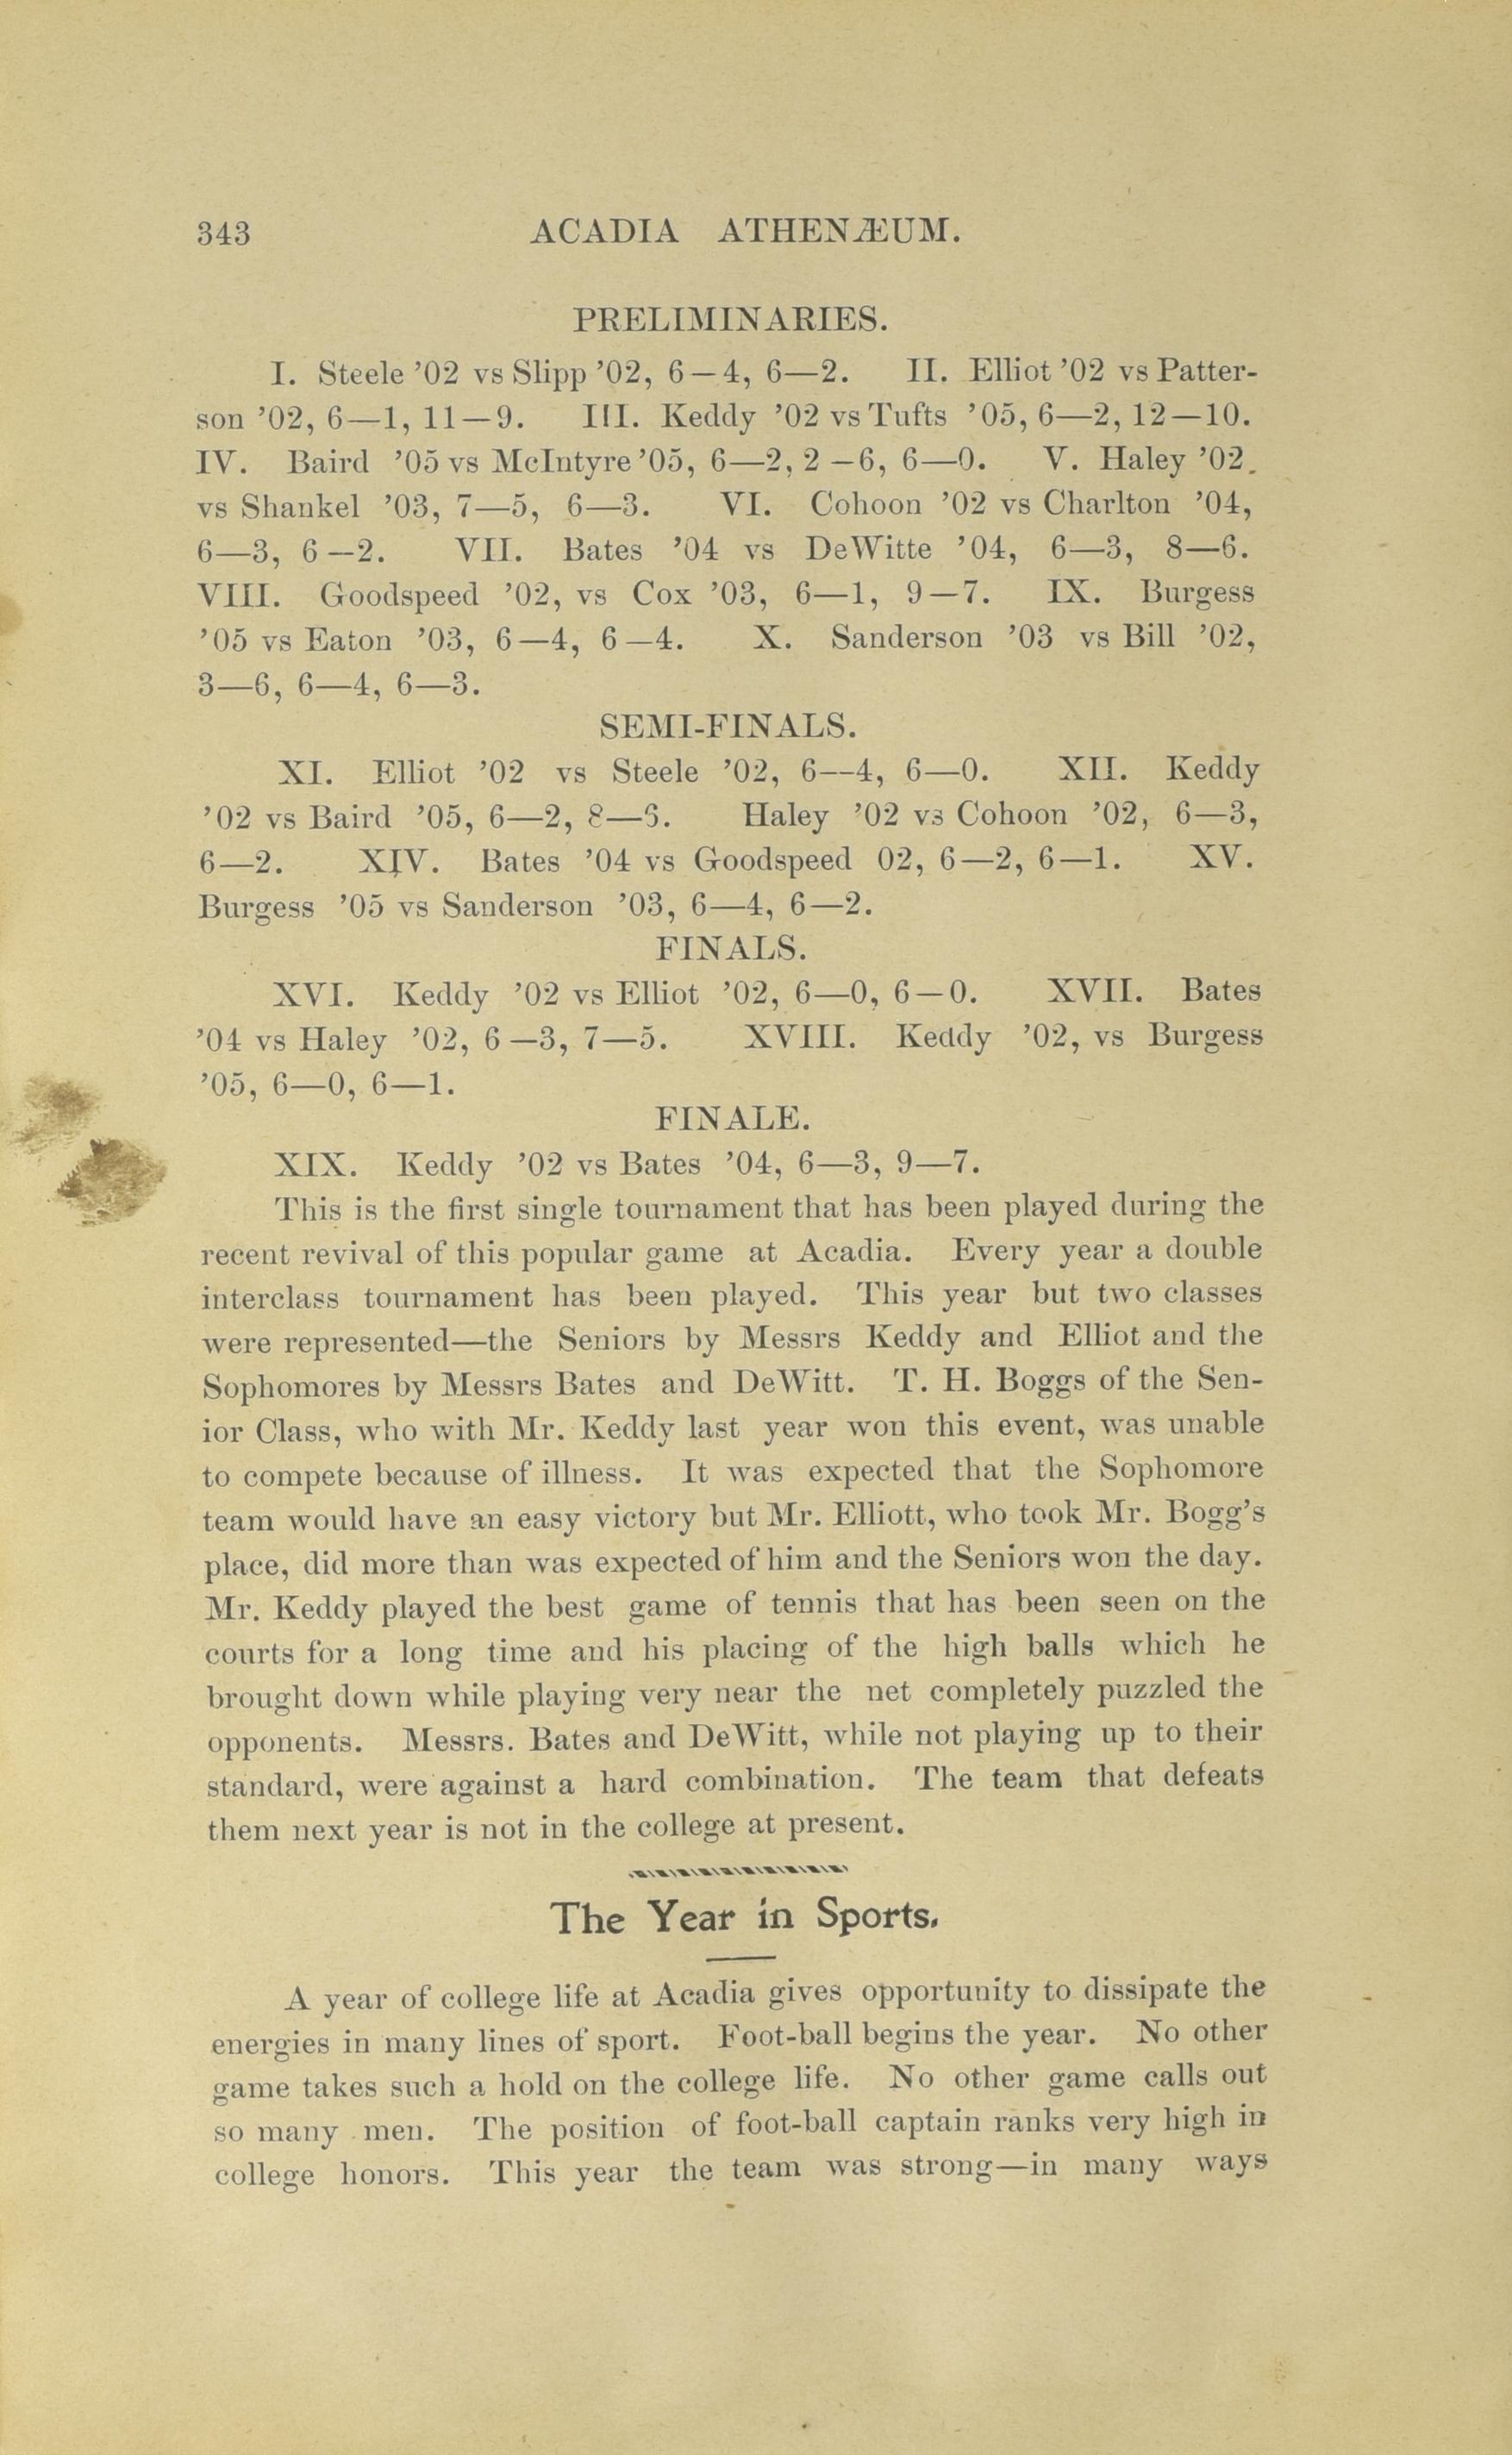 343 ACADIA ATHENÆUM.
PRELIMINARIES.
I. Steele ’02 vs Slipp ’02, 6—4, 6—2. II. Elliot ’02 vs Patter-
son ’02, 6—1, 11—9. III. Keddy ’02 vs Tufts ’05, 6—2, 12—10.
IV. Baird ’05 vs McIntyre ’05, 6—2, 2—6, 6—0. V. Haley ’02.
vs Shankel ’03, 7—5, 6—3. VI. Cohoon ’02 vs Charlton ’04,
6—3, 6—2. VII. Bates ’04 vs DeWitte ’04, 6—3, 8—6.
VIII. Goodspeed ’02, vs Cox ’03, 6—1, 9—7. IX. Burgess
’05 vs Eaton ’03, 6—4, 6—4. X. Sanderson ’03 vs Bill ’02,
3—6, 6—4, 6—3.
SEMI-FINALS.
XI. Elliot ’02 vs Steele ’02, 6—4, 6—0. XII. Keddy
’02 vs Baird ’05, 6—2, 8—6. Haley ’02 vs Cohoon ’02, 6—3,
6—2. XIV. Bates ’04 vs Goodspeed 02, 6—2, 6—1. XV.
Burgess ’05 vs Sanderson ’03, 6—4, 6—2.
FINALS.
XVI. Keddy ’02 vs Elliot ’02, 6—0, 6—0. XVII. Bates
’04 vs Haley ’02, 6—3, 7—5. XVIII. Keddy ’02, vs Burgess
’05, 6—0, 6—1.
FINALE.
XIX. Keddy ’02 vs Bates ’04, 6—3, 9—7.
This is the first single tournament that has been played during the
recent revival of this popular game at Acadia. Every year a double
interclass tournament has been played. This year but two classes
were represented—the Seniors by Messrs Keddy and Elliot and the
Sophomores by Messrs Bates and DeWitt. T. H. Boggs of the Sen-
ior Class, who with Mr. Keddy last year won this event, was unable
to compete because of illness. It was expected that the Sophomore
team would have an easy victory but Mr. Elliott, who took Mr. Bogg’s
place, did more than was expected of him and the Seniors won the day.
Mr. Keddy played the best game of tennis that has been seen on the
courts for a long time and his placing of the high balls which he
brought down while playing very near the net completely puzzled the
opponents. Messrs. Bates and DeWitt, while not playing up to their
standard, were against a hard combination. The team that defeats
them next year is not in the college at present.
The Year in Sports.
A year of college life at Acadia gives opportunity to dissipate the
energies in many lines of sport. Foot-ball begins the year. No other
game takes such a hold on the college life. No other game calls out
so many men. The position of foot-ball captain ranks very high in
college honors. This year the team was strong—in many ways